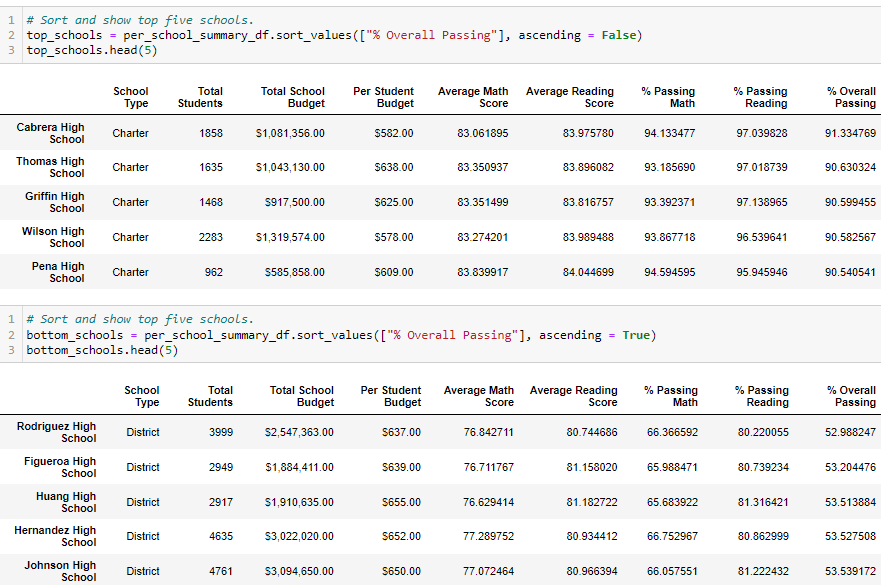 1 # Sort and show top five schools.
2 top_schools = per_school_summary_df.sort_values(["% Overall Passing"], ascending = False)
3 top_schools.head(5)
School Type Total Students Total School Budget Per Student Budget Average Math Score Average Reading Score % Passing Math % Passing Reading % Overall Passing
Cabrera High School Charter 1858 $1,081,356.00 $582.00 83.061895 83.975780 94.133477 97.039828 91.334769
Thomas High School Charter 1635 $1,043,130.00 $638.00 83.350937 83.896082 93.185690 97.018739 90.630324
Griffin High School Charter 1468 $917,500.00 $625.00 83.351499 83.816757 93.392371 97.138965 90.599455
Wilson High School Charter 2283 $1,319,574.00 $578.00 83.274201 83.989488 93.867718 96.539641 90.582567
Pena High School Charter 962 $585,858.00 $609.00 83.839917 84.044699 94.594595 95.945946 90.540541
1 # Sort and show top five schools.
2 bottom_schools = per_school_summary_df.sort_values(["% Overall Passing"], ascending = True)
3 bottom_schools.head(5)
School Type Total Students Total School Budget Per Student Budget Average Math Score Average Reading Score % Passing Math % Passing Reading % Overall Passing
Rodriguez High School District 3999 $2,547,363.00 $637.00 76.842711 80.744686 66.366592 80.220055 52.988247
Figueroa High School District 2949 $1,884,411.00 $639.00 76.711767 81.158020 65.988471 80.739234 53.204476
Huang High School District 2917 $1,910,635.00 $655.00 76.629414 81.182722 65.683922 81.316421 53.513884
Hernandez High School District 4635 $3,022,020.00 $652.00 77.289752 80.934412 66.752967 80.862999 53.527508
Johnson High School District 4761 $3,094,650.00 $650.00 77.072464 80.966394 66.057551 81.222432 53.539172